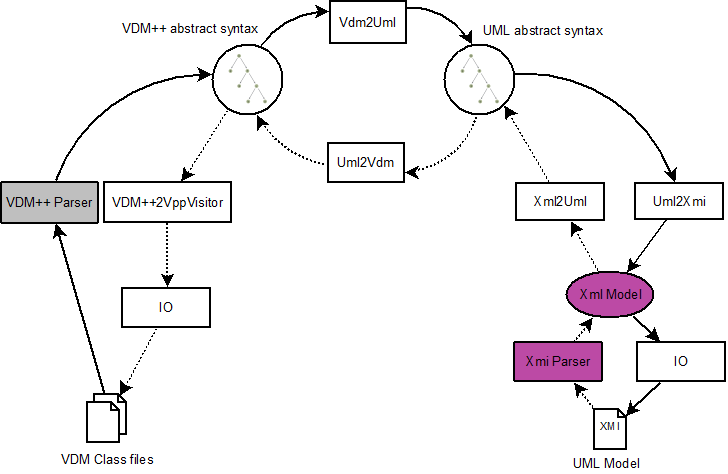 VDM++ abstract syntax
Vdm2Uml
UML abstract syntax
Uml2Vdm
VDM++ Parser
VDM++2VppVisitor
Xml2Uml
Uml2Xmi
IO
Xml Model
Xmi Parser
IO
XMI
VDM Class files
UML Model